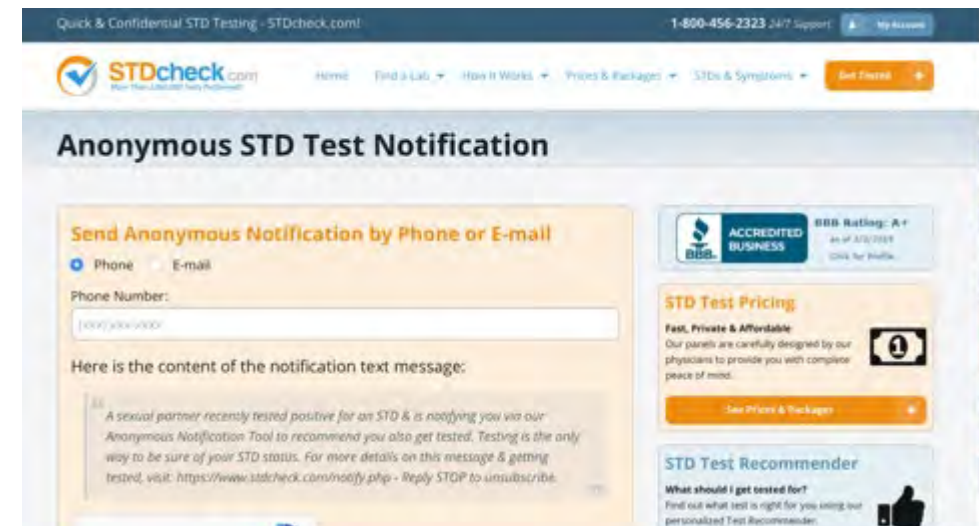 Quick & Confidential STD Testing - STDcheck.com!
1-800-456-2323 24/7 Support
My Account
STDcheck.com
Home Find a Lab How It Works Prices & Packages STDs & Symptoms Get Tested
Anonymous STD Test Notification
Send Anonymous Notification by Phone or E-mail
Phone E-mail
Phone Number:
Here is the content of the notification text message:
A sexual partner recently tested positive for an STD & is notifying you via our
Anonymous Notification Tool to recommend you also get tested. Testing is the only
way to be sure of your STD status. For more details on this message & getting
tested, visit: https://www.stdcheck.com/notify.php - Reply STOP to unsubscribe.
BBB.
ACCREDITED
BUSINESS
BBB Rating: A+
Click for Profile
STD Test Pricing
Fast, Private & Affordable
Our panels are carefully designed by our
physicians to provide you with complete
peace of mind.
1
See Prices & Packages
STD Test Recommender
What should I get tested for?
Find out what test is right for you using our
personalized Test Recommender.